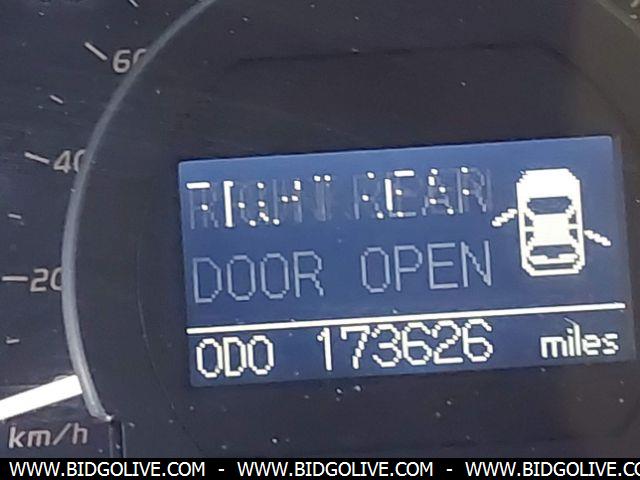 60
40
20
RIGHT REAR
DOOR OPEN
ODO 173626 miles
km/h
WWW.BIDGOLIVE.COM - WWW.BIDGOLIVE.COM - WWW.BIDGOLIVE.CO